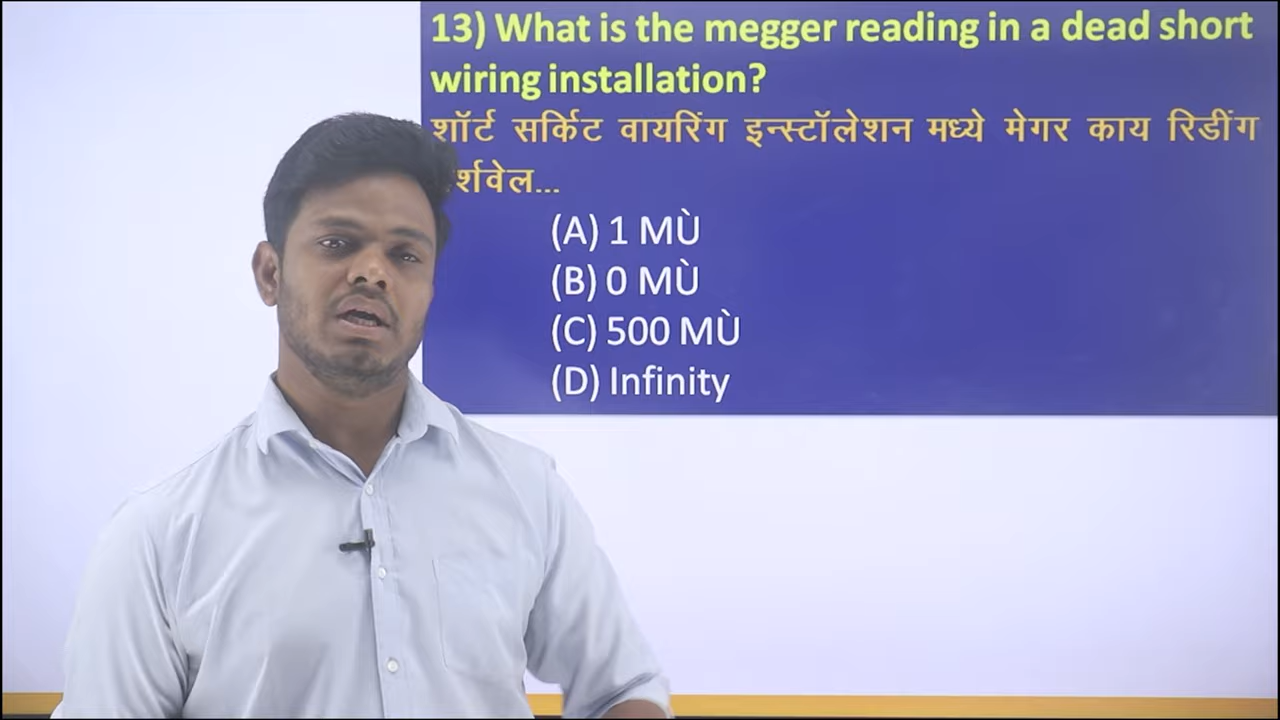 13) What is the megger reading in a dead short
wiring installation?
शॉर्ट सर्किट वायरिंग इन्स्टॉलेशन मध्ये मेगर काय रिडींग
(A) 1 MÙ
(B) 0 MÙ
(C) 500 MÙ
(D) Infinity